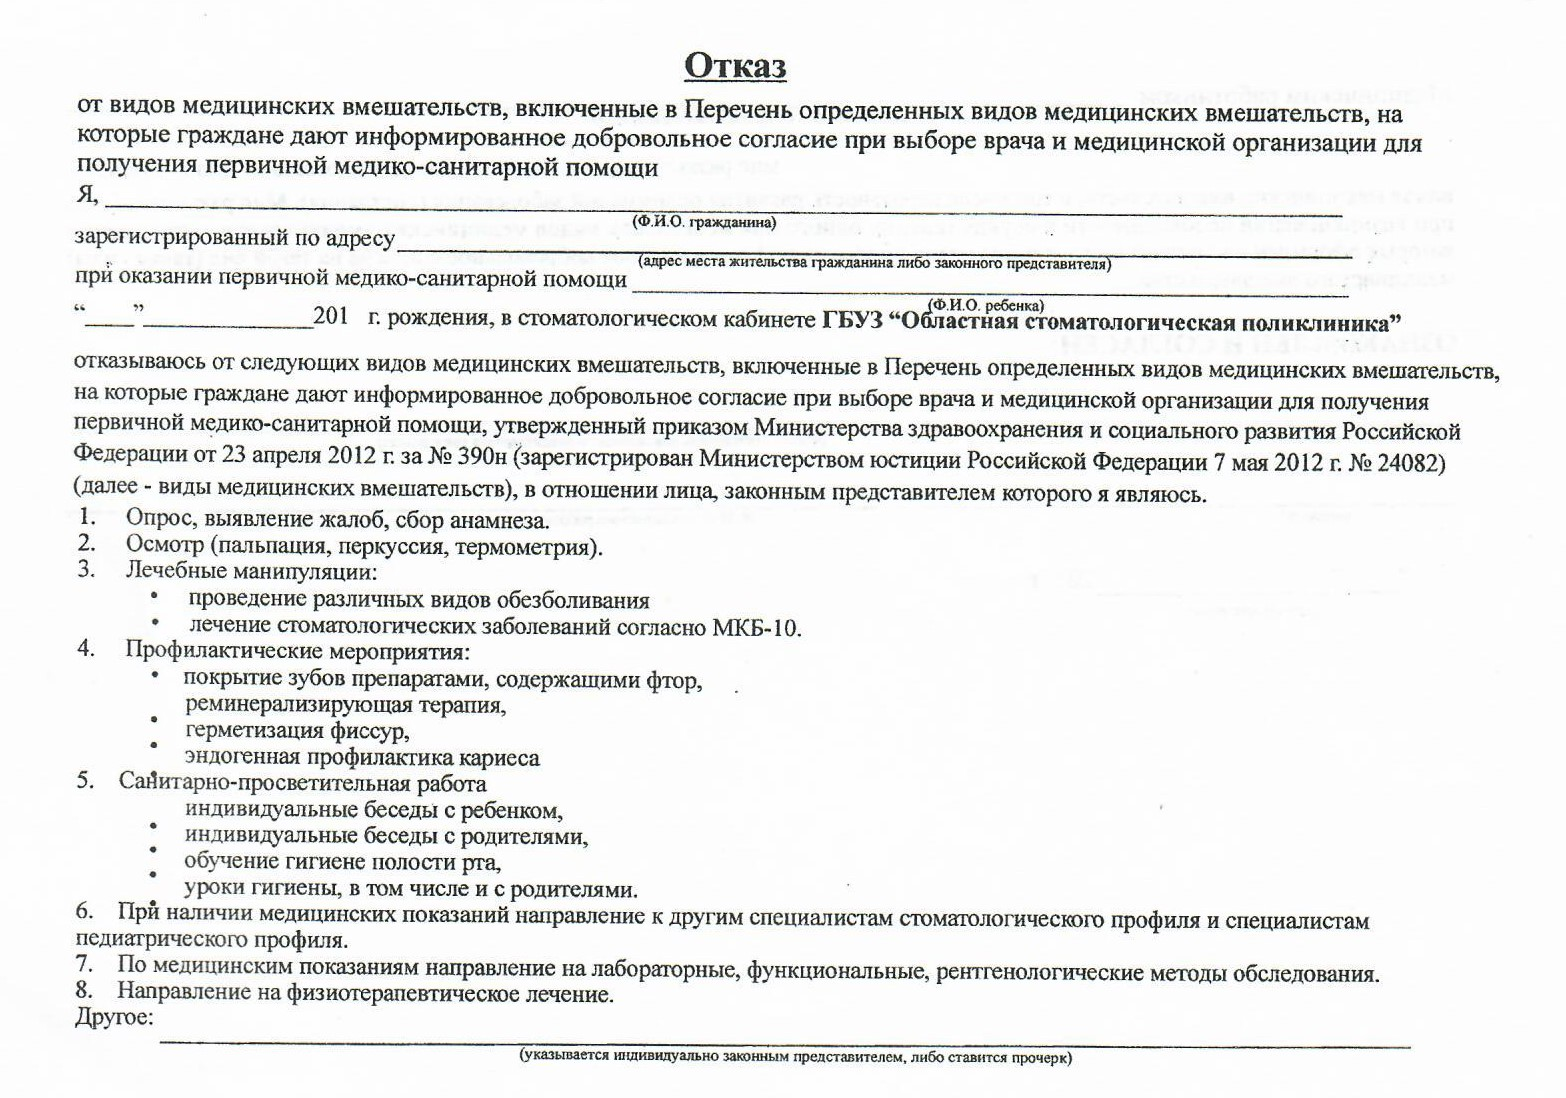 Отказ
от видов медицинских вмешательств, включенные в Перечень определенных видов медицинских вмешательств, на
которые граждане дают информированное добровольное согласие при выборе врача и медицинской организации для
получения первичной медико-санитарной помощи
Я,
(Ф.И.О. гражданина)
зарегистрированный по адресу
(адрес места жительства гражданина либо законного представителя)
при оказании первичной медико-санитарной помощи
(Ф.И.О. ребенка)
“____”______________201 г. рождения, в стоматологическом кабинете ГБУЗ “Областная стоматологическая поликлиника”
отказываюсь от следующих видов медицинских вмешательств, включенные в Перечень определенных видов медицинских вмешательств,
на которые граждане дают информированное добровольное согласие при выборе врача и медицинской организации для получения
первичной медико-санитарной помощи, утвержденный приказом Министерства здравоохранения и социального развития Российской
Федерации от 23 апреля 2012 г. за № 390н (зарегистрирован Министерством юстиции Российской Федерации 7 мая 2012 г. № 24082)
(далее - виды медицинских вмешательств), в отношении лица, законным представителем которого я являюсь.
1. Опрос, выявление жалоб, сбор анамнеза.
2. Осмотр (пальпация, перкуссия, термометрия).
3. Лечебные манипуляции:
• проведение различных видов обезболивания
• лечение стоматологических заболеваний согласно МКБ-10.
4. Профилактические мероприятия:
• покрытие зубов препаратами, содержащими фтор,
• реминерализирующая терапия,
• герметизация фиссур,
• эндогенная профилактика кариеса
5. Санитарно-просветительная работа
• индивидуальные беседы с ребенком,
• индивидуальные беседы с родителями,
• обучение гигиене полости рта,
• уроки гигиены, в том числе и с родителями.
6. При наличии медицинских показаний направление к другим специалистам стоматологического профиля и специалистам
педиатрического профиля.
7. По медицинским показаниям направление на лабораторные, функциональные, рентгенологические методы обследования.
8. Направление на физиотерапевтическое лечение.
Другое:
(указывается индивидуально законным представителем, либо ставится прочерк)